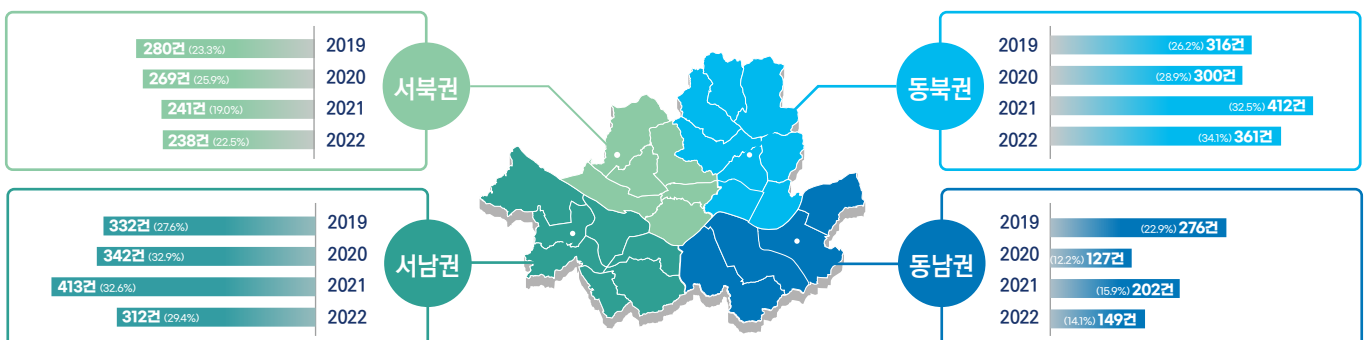 서북권
280건 (23.3%) 2019
269건 (25.9%) 2020
241건 (19.0%) 2021
238건 (22.5%) 2022
동북권
2019 (26.2%) 316건
2020 (28.9%) 300건
2021 (32.5%) 412건
2022 (34.1%) 361건
서남권
332건 (27.6%) 2019
342건 (32.9%) 2020
413건 (32.6%) 2021
312건 (29.4%) 2022
동남권
2019 (22.9%) 276건
2020 (12.2%) 127건
2021 (15.9%) 202건
2022 (14.1%) 149건